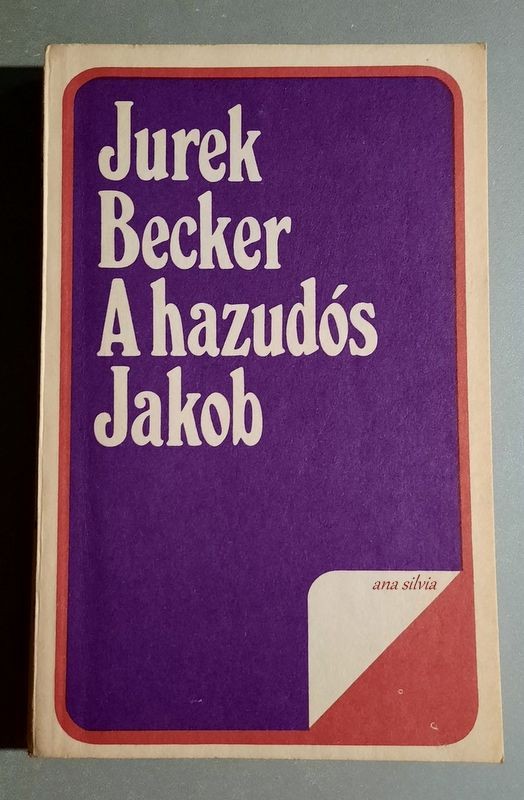 Jurek
Becker
A hazudós
Jakob
ana silvia